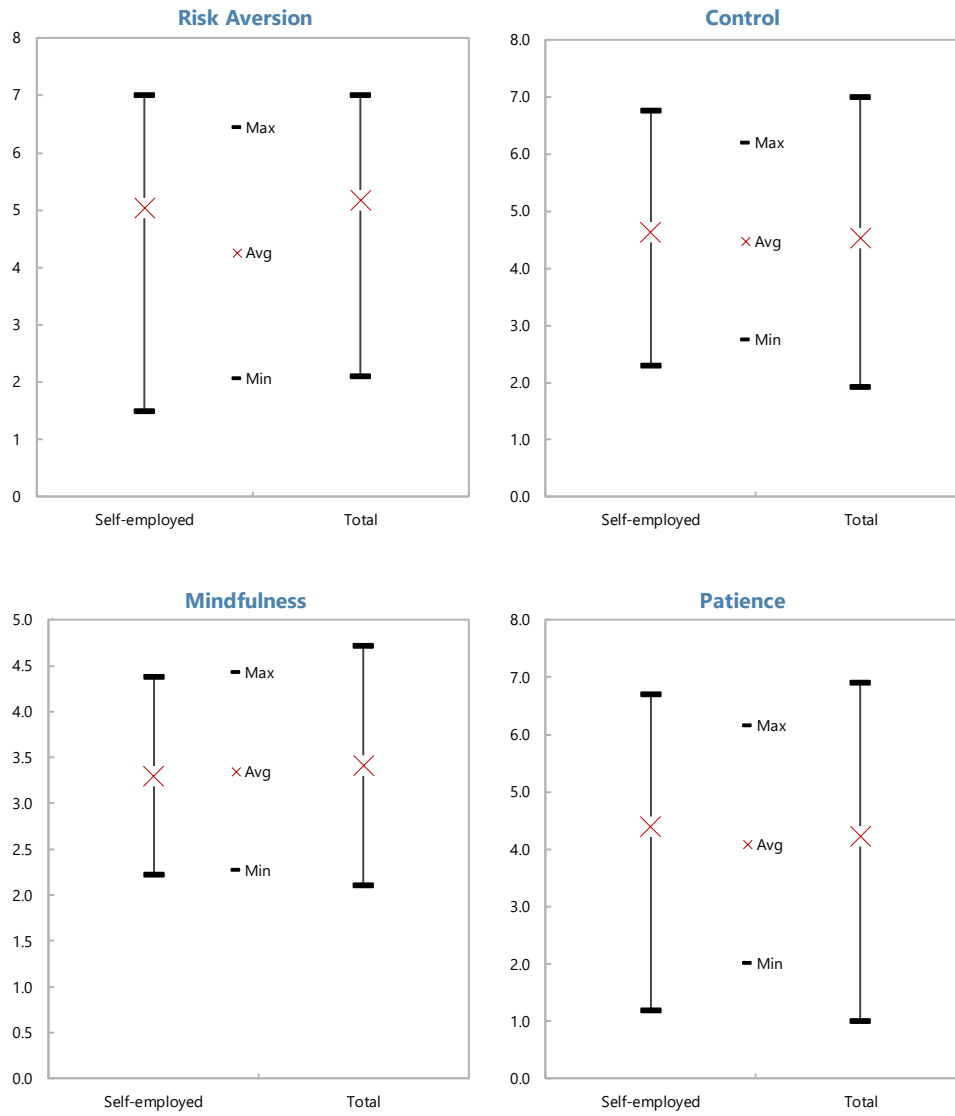 Risk Aversion
8
7
6
5
4
3
2
1
0
Max
Avg
Min
Self-employed Total
Control
8.0
7.0
6.0
5.0
4.0
3.0
2.0
1.0
0.0
Max
Avg
Min
Self-employed Total
Mindfulness
5.0
4.5
4.0
3.5
3.0
2.5
2.0
1.5
1.0
0.5
0.0
Max
Avg
Min
Self-employed Total
Patience
8.0
7.0
6.0
5.0
4.0
3.0
2.0
1.0
0.0
Max
Avg
Min
Self-employed Total